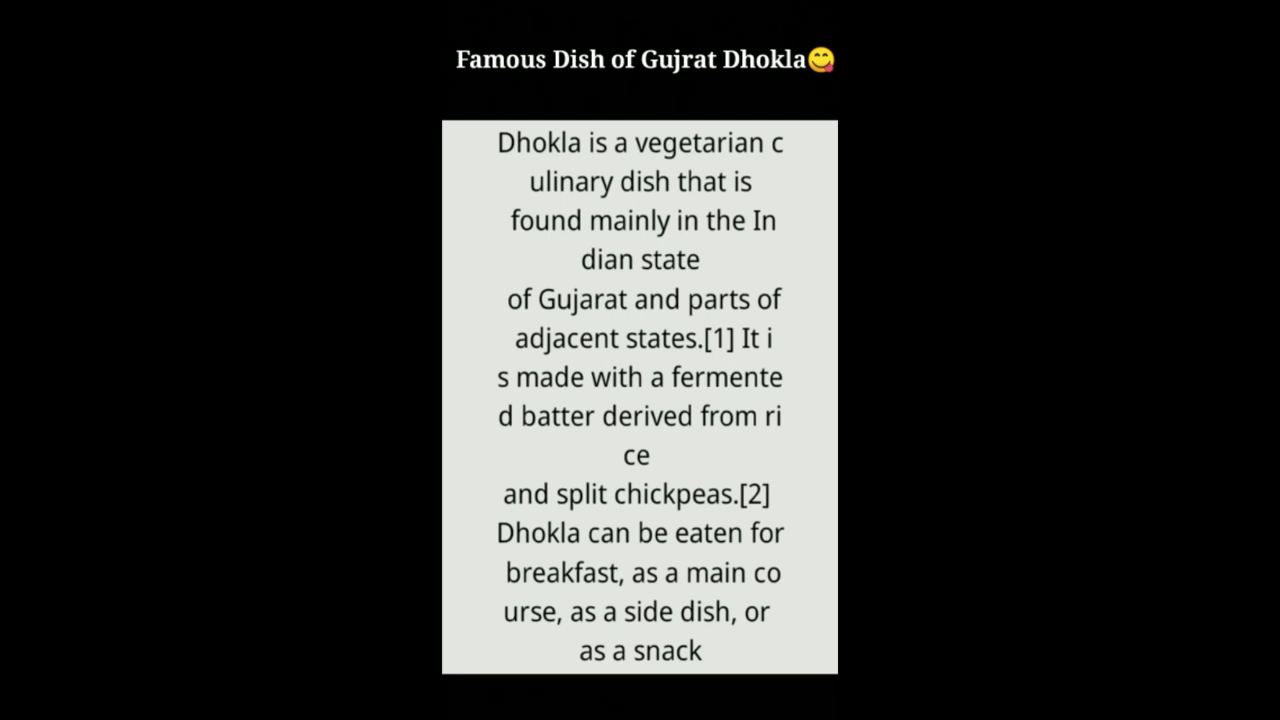 Famous Dish of Gujrat Dhokla😋
Dhokla is a vegetarian c
ulinary dish that is
found mainly in the In
dian state
of Gujarat and parts of
adjacent states.[1] It i
s made with a fermente
d batter derived from ri
ce
and split chickpeas.[2]
Dhokla can be eaten for
breakfast, as a main co
urse, as a side dish, or
as a snack